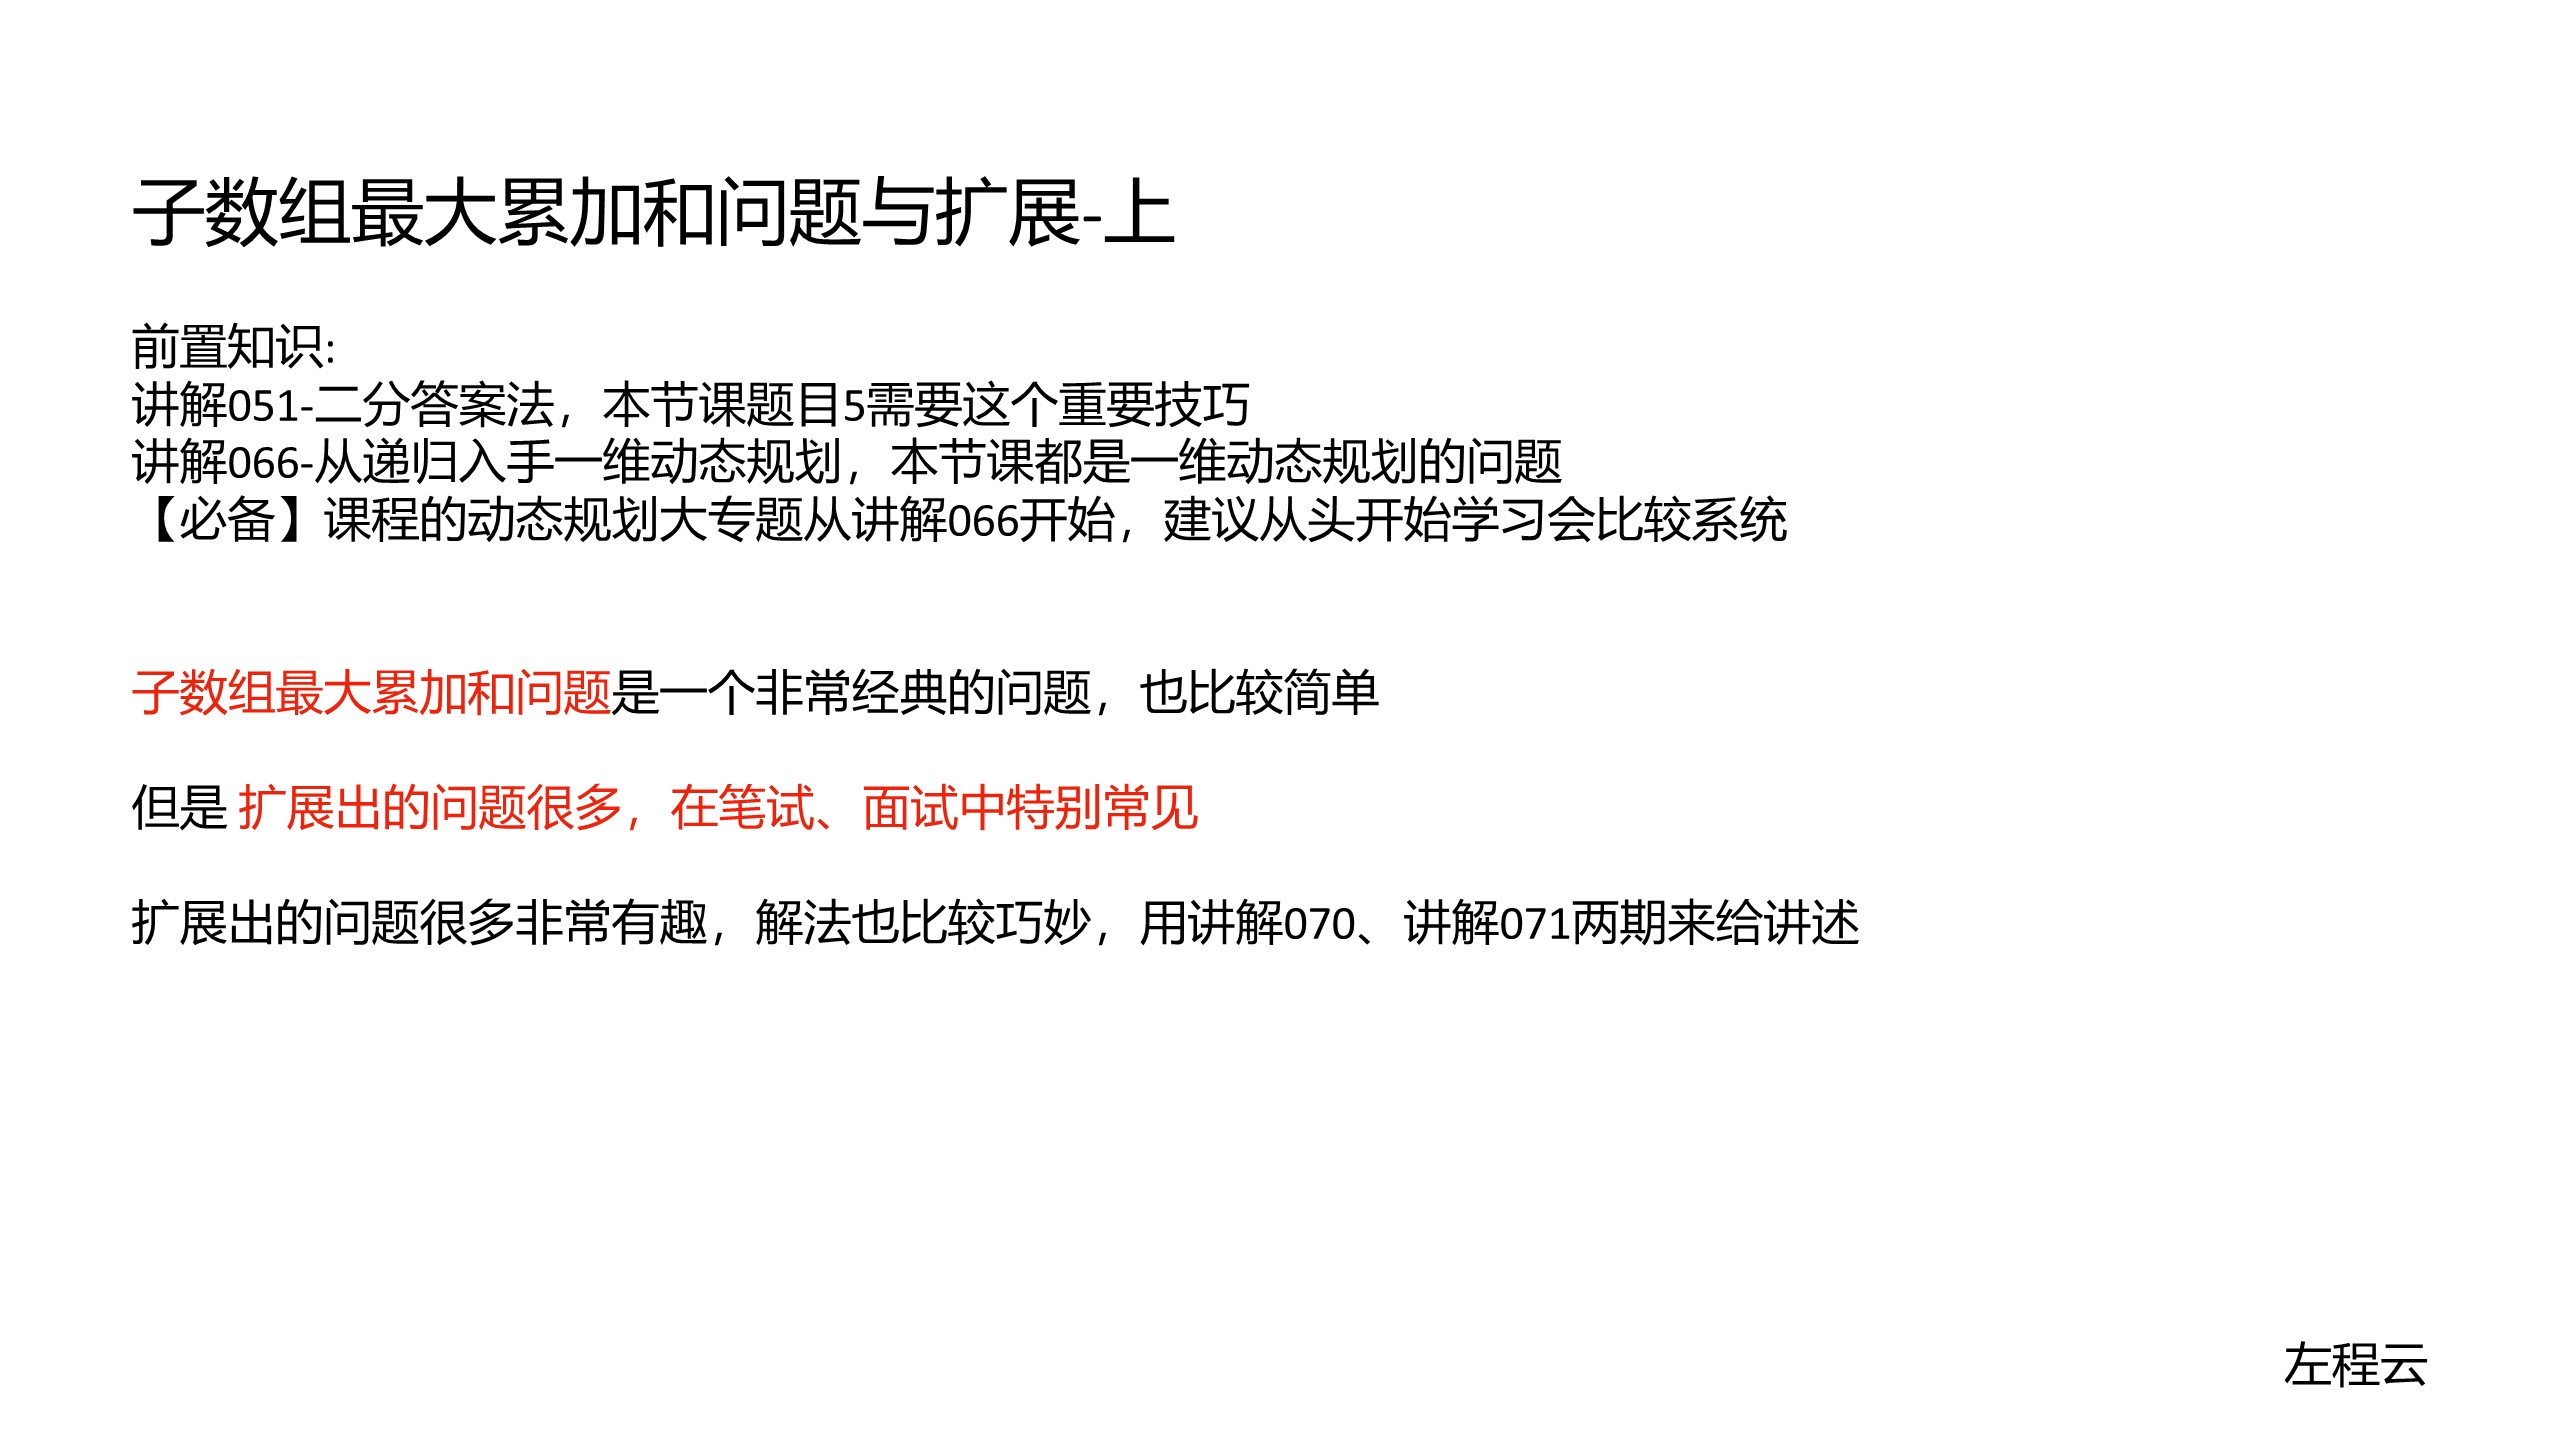 子数组最大累加和问题与扩展-上
前置知识:
讲解051-二分答案法，本节课题目5需要这个重要技巧
讲解066-从递归入手一维动态规划，本节课都是一维动态规划的问题
【必备】课程的动态规划大专题从讲解066开始，建议从头开始学习会比较系统
子数组最大累加和问题是一个非常经典的问题，也比较简单
但是 扩展出的问题很多，在笔试、面试中特别常见
扩展出的问题很多非常有趣，解法也比较巧妙，用讲解070、讲解071两期来给讲述
左程云